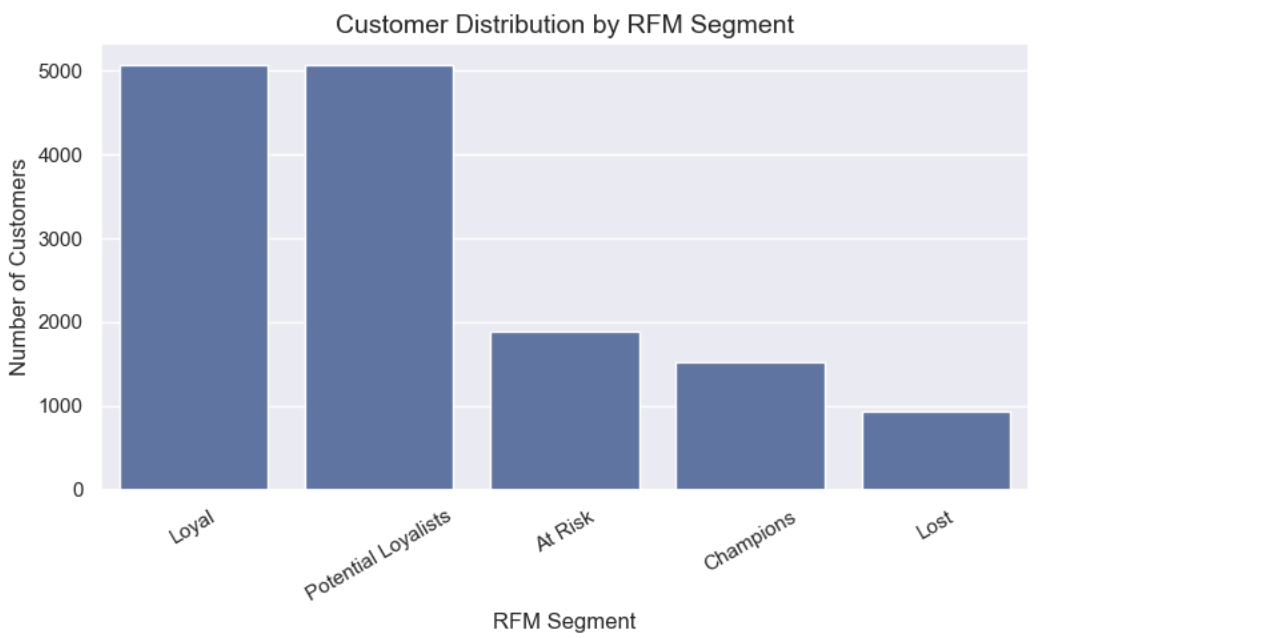 Customer Distribution by RFM Segment
Number of Customers
5000
4000
3000
2000
1000
0
Loyal
Potential Loyalists
At Risk
Champions
Lost
RFM Segment